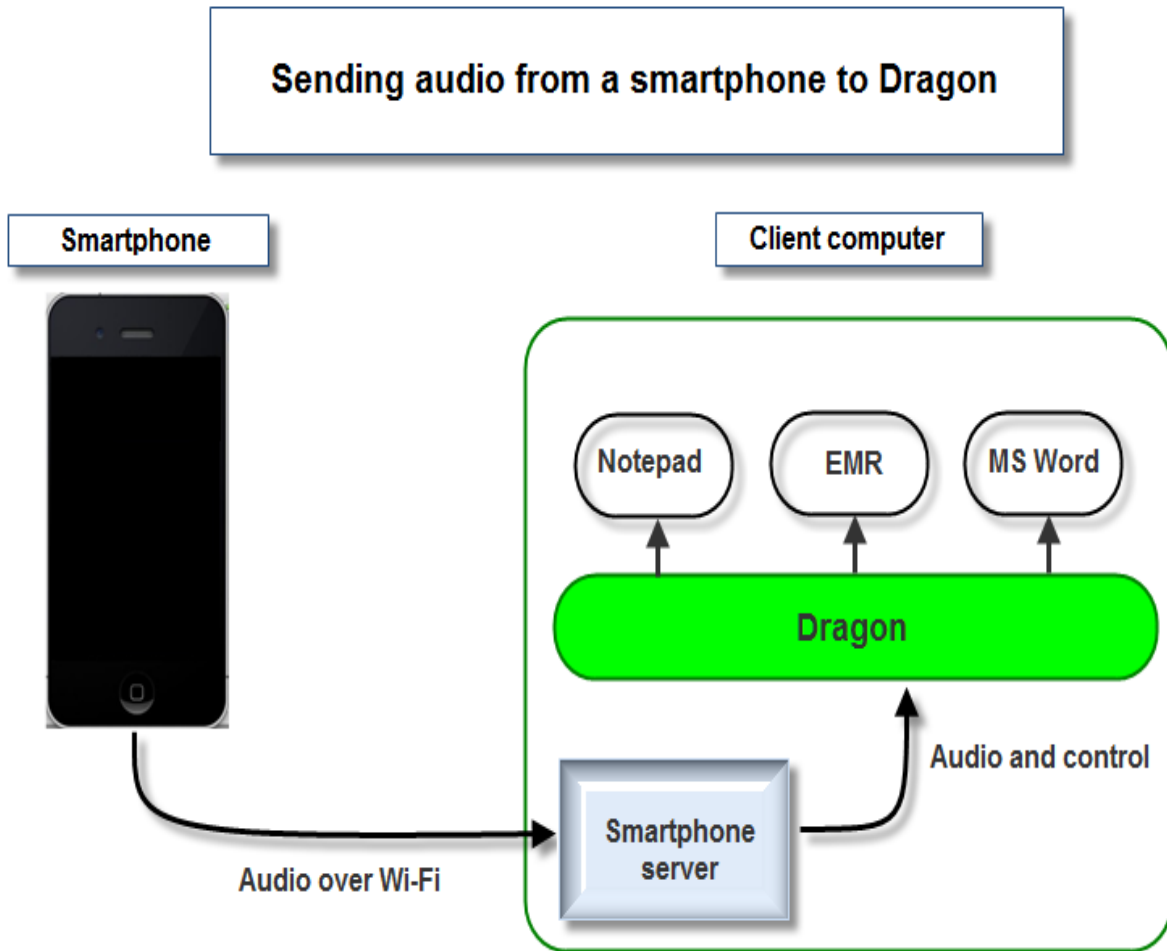 Sending audio from a smartphone to Dragon
Smartphone
Client computer
Notepad
EMR
MS Word
Dragon
Audio and control
Smartphone
server
Audio over Wi-Fi